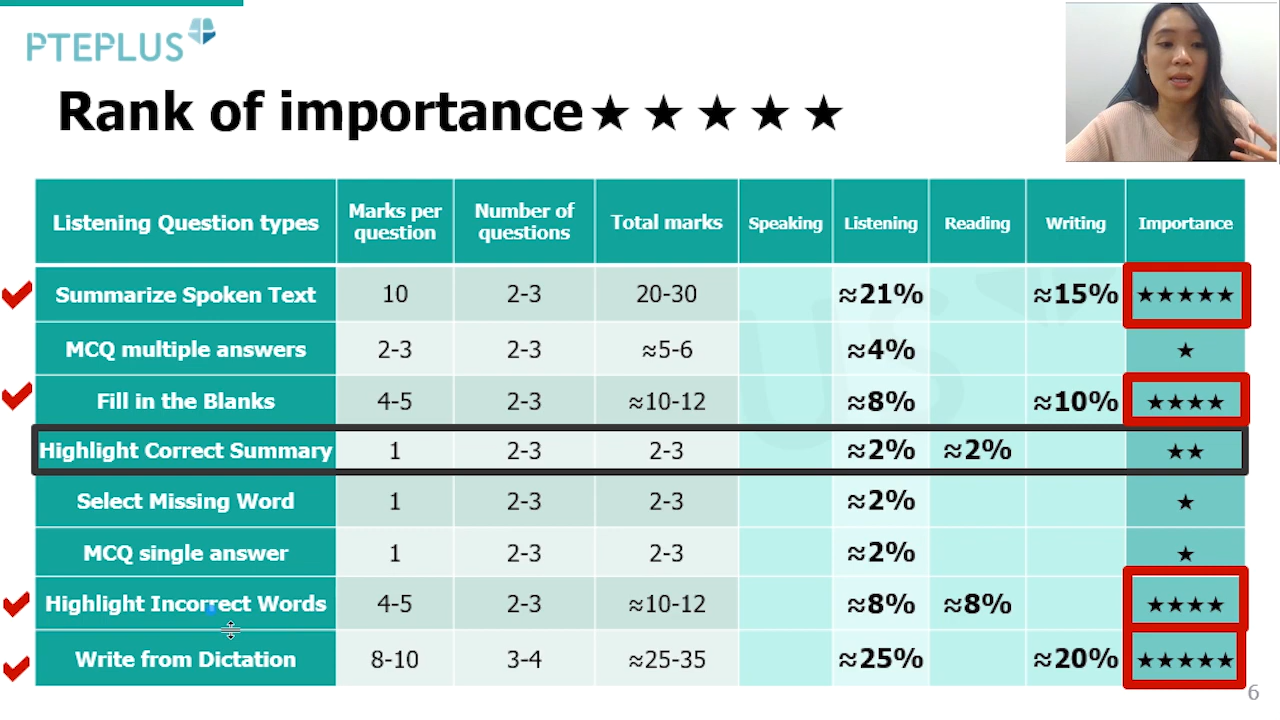 PTEPLUS
Rank of importance★ ★ ★ ★ ★
Listening Question types Marks per question Number of questions Total marks Speaking Listening Reading Writing Importance
Summarize Spoken Text 10 2-3 20-30 ≈21% ≈15% ★★★★★
MCQ multiple answers 2-3 2-3 ≈5-6 ≈4% ★
Fill in the Blanks 4-5 2-3 ≈10-12 ≈8% ≈10% ★★★★
Highlight Correct Summary 1 2-3 2-3 ≈2% ≈2% ★★
Select Missing Word 1 2-3 2-3 ≈2% ★
MCQ single answer 1 2-3 2-3 ≈2% ★
Highlight Incorrect Words 4-5 2-3 ≈10-12 ≈8% ≈8% ★★★★
Write from Dictation 8-10 3-4 ≈25-35 ≈25% ≈20% ★★★★★
6